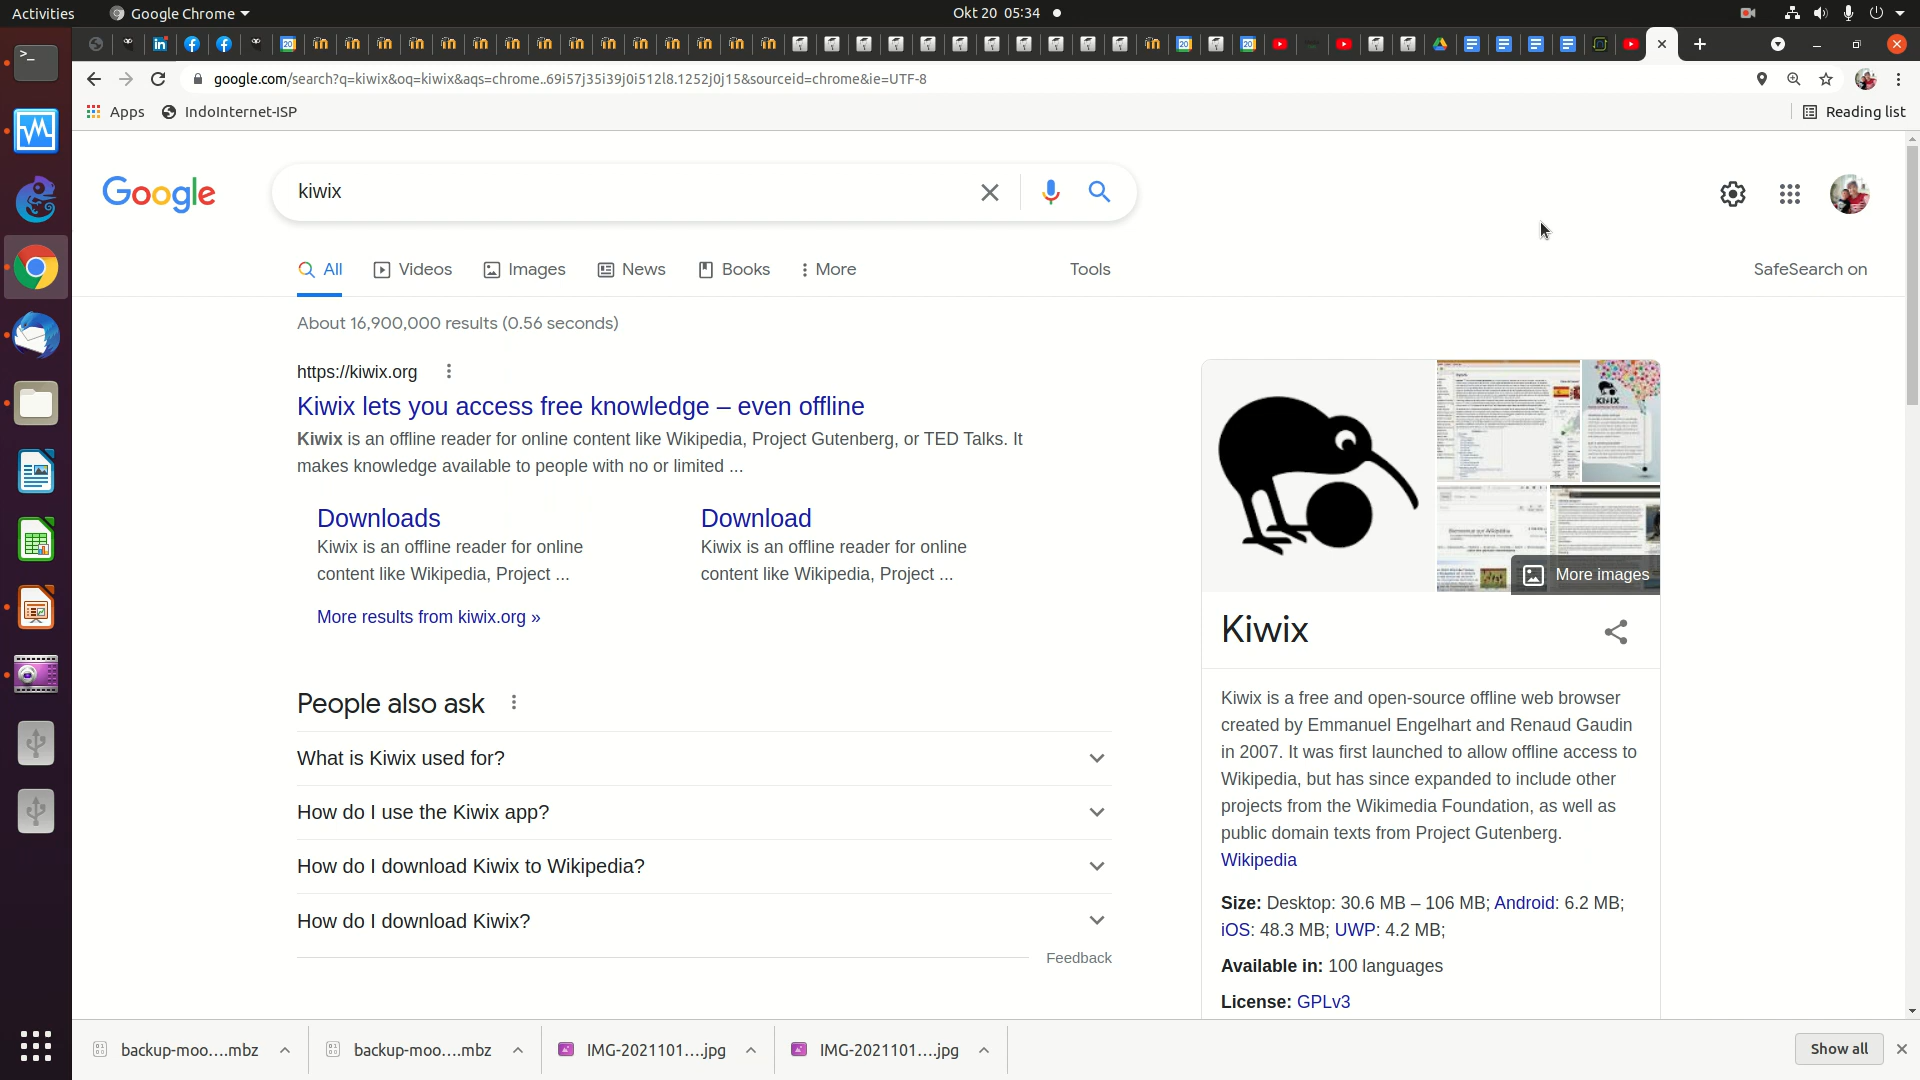 Activities
Google Chrome
Okt 20 05:34
google.com/search?q=kiwix&oq=kiwix&aqs=chrome..69i57j35i39j0i512l8.1252j0j15&sourceid=chrome&ie=UTF-8
Apps
IndoInternet-ISP
Reading list
Google
kiwix
All
Videos
Images
News
Books
More
Tools
SafeSearch on
About 16,900,000 results (0.56 seconds)
https://kiwix.org
Kiwix lets you access free knowledge – even offline
Kiwix is an offline reader for online content like Wikipedia, Project Gutenberg, or TED Talks. It
makes knowledge available to people with no or limited ...
Downloads
Kiwix is an offline reader for online
content like Wikipedia, Project ...
Download
Kiwix is an offline reader for online
content like Wikipedia, Project ...
More results from kiwix.org »
People also ask
What is Kiwix used for?
How do I use the Kiwix app?
How do I download Kiwix to Wikipedia?
How do I download Kiwix?
Feedback
KIWIX
More images
Kiwix
Kiwix is a free and open-source offline web browser
created by Emmanuel Engelhart and Renaud Gaudin
in 2007. It was first launched to allow offline access to
Wikipedia, but has since expanded to include other
projects from the Wikimedia Foundation, as well as
public domain texts from Project Gutenberg.
Wikipedia
Size: Desktop: 30.6 MB – 106 MB; Android: 6.2 MB;
iOS: 48.3 MB; UWP: 4.2 MB;
Available in: 100 languages
License: GPLv3
backup-moo....mbz
backup-moo....mbz
IMG-2021101....jpg
IMG-2021101....jpg
Show all